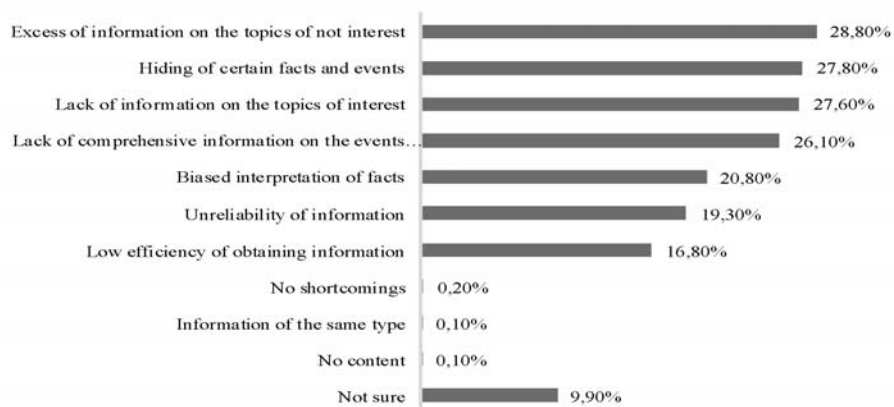 Excess of information on the topics of not interest 28,80%
Hiding of certain facts and events 27,80%
Lack of information on the topics of interest 27,60%
Lack of comprehensive information on the events... 26,10%
Biased interpretation of facts 20,80%
Unreliability of information 19,30%
Low efficiency of obtaining information 16,80%
No shortcomings 0,20%
Information of the same type 0,10%
No content 0,10%
Not sure 9,90%